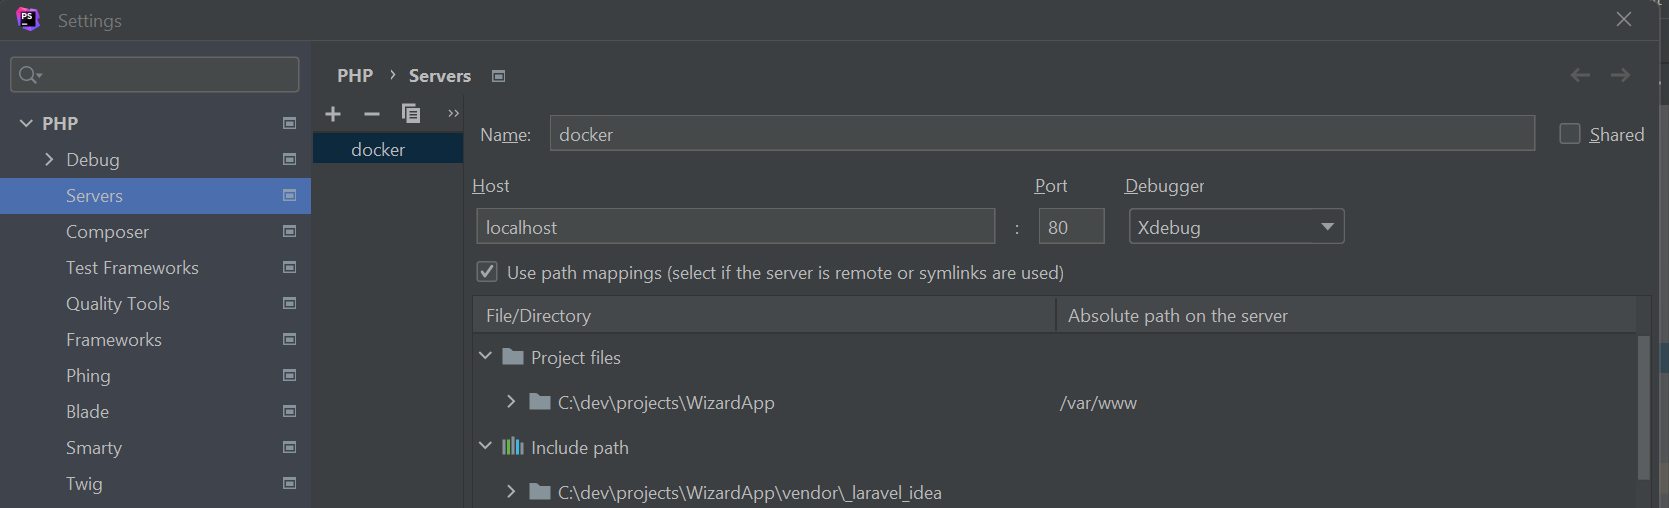 PS
Settings
PHP › Servers
PHP
Debug
Servers
Composer
Test Frameworks
Quality Tools
Frameworks
Phing
Blade
Smarty
Twig
docker
Name: docker Shared
Host Port Debugger
localhost : 80 Xdebug
Use path mappings (select if the server is remote or symlinks are used)
File/Directory Absolute path on the server
Project files
C:\dev\projects\WizardApp /var/www
Include path
C:\dev\projects\WizardApp\vendor\_laravel_idea